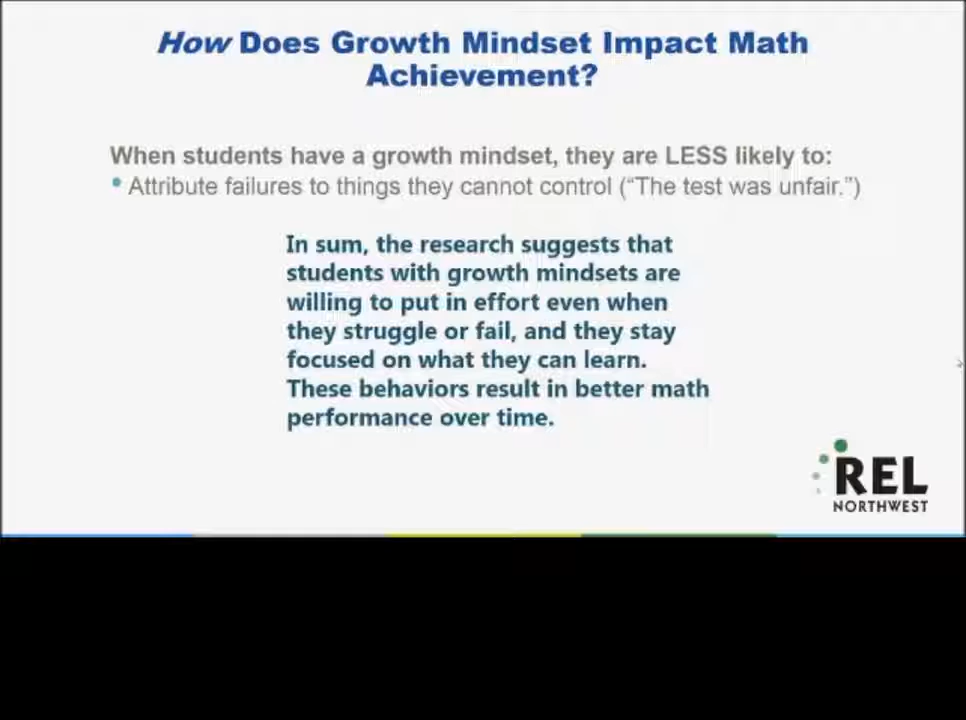 How Does Growth Mindset Impact Math
Achievement?
When students have a growth mindset, they are LESS likely to:
• Attribute failures to things they cannot control (“The test was unfair.”)
In sum, the research suggests that
students with growth mindsets are
willing to put in effort even when
they struggle or fail, and they stay
focused on what they can learn.
These behaviors result in better math
performance over time.
REL
NORTHWEST